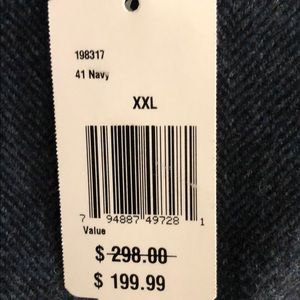 198317
41 Navy
XXL
7 94887 49728 1
Value
$ 298.00
$ 199.99